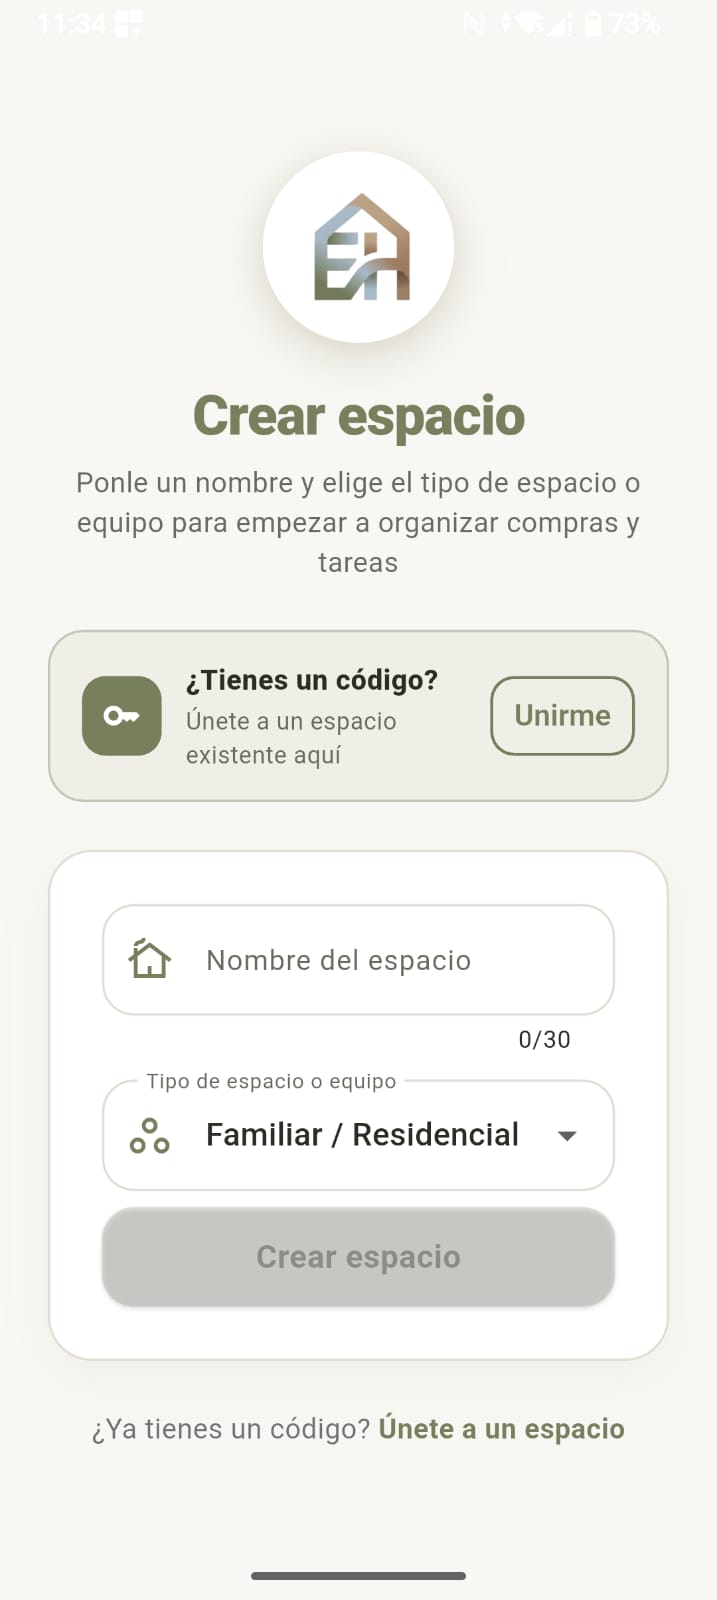 11:34
73%
EH
Crear espacio
Ponle un nombre y elige el tipo de espacio o
equipo para empezar a organizar compras y
tareas
¿Tienes un código?
Únete a un espacio
existente aquí
Unirme
Nombre del espacio
0/30
Tipo de espacio o equipo
Familiar / Residencial
Crear espacio
¿Ya tienes un código? Únete a un espacio